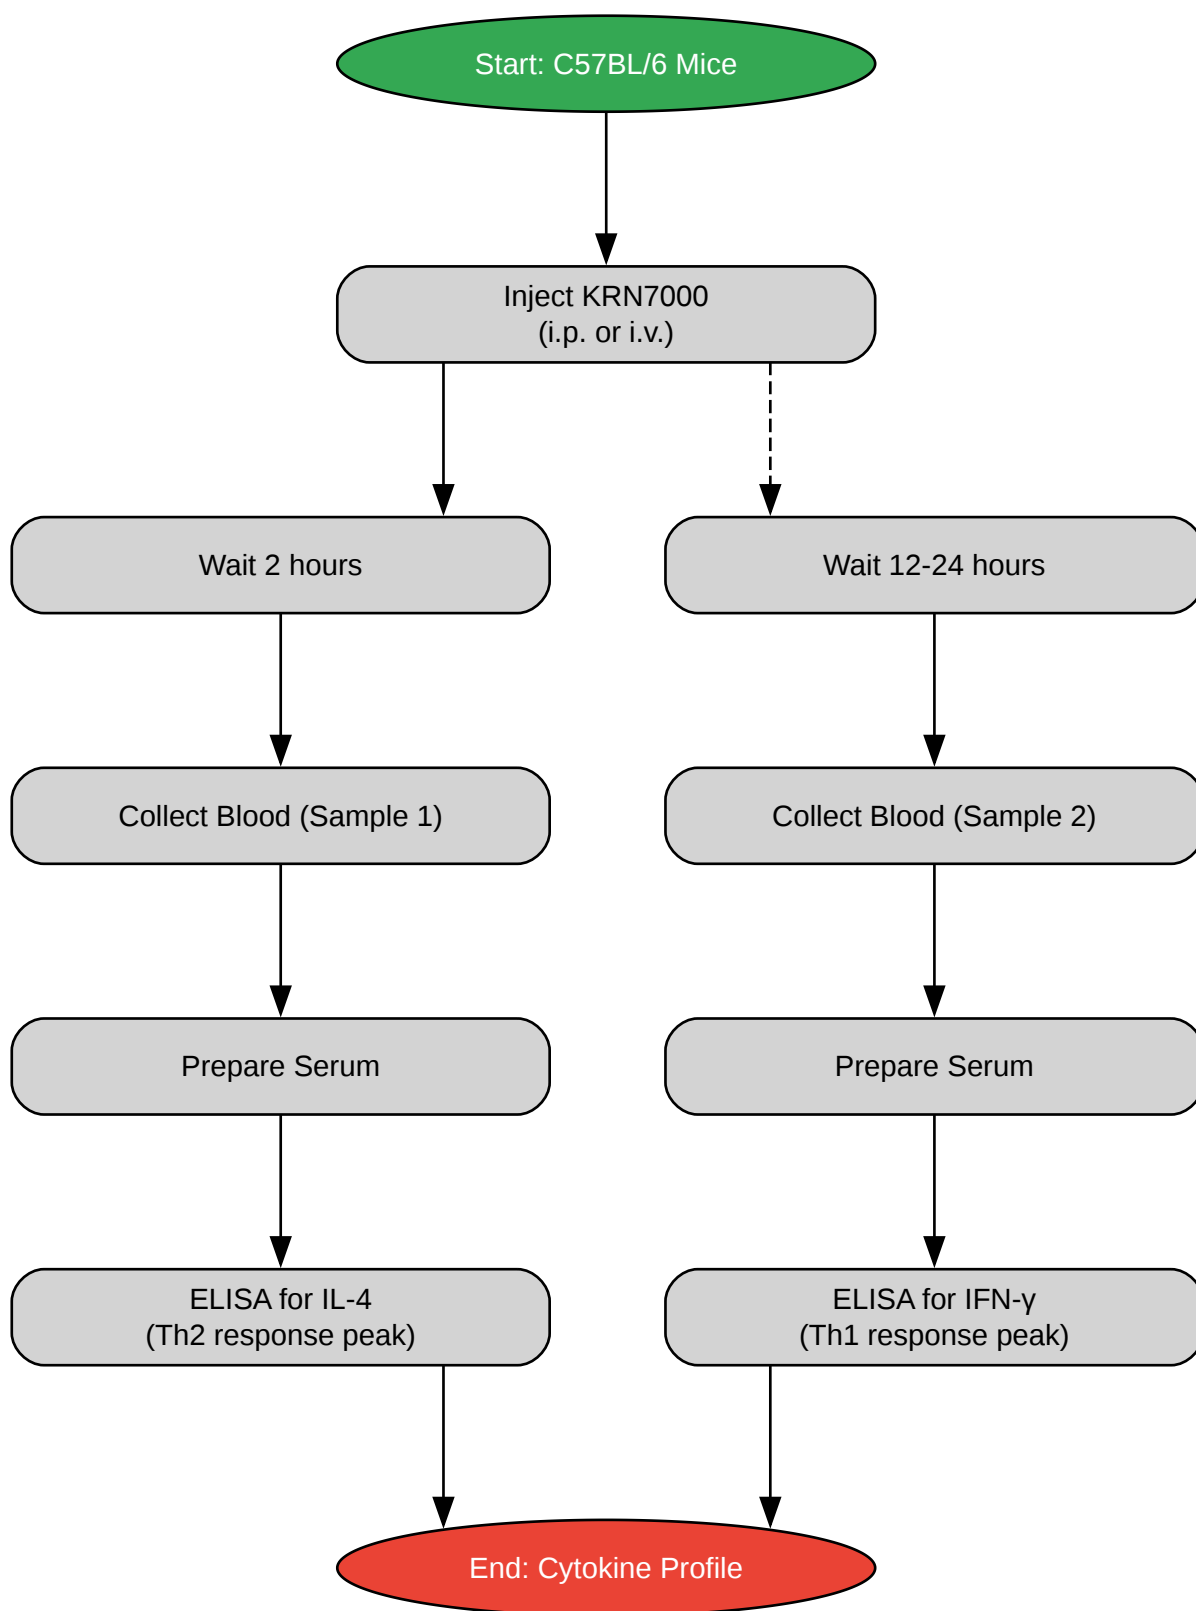 Start: C57BL/6 Mice
Inject KRN7000
(i.p. or i.v.)
Wait 2 hours
Wait 12-24 hours
Collect Blood (Sample 1)
Collect Blood (Sample 2)
Prepare Serum
Prepare Serum
ELISA for IL-4
(Th2 response peak)
ELISA for IFN-γ
(Th1 response peak)
End: Cytokine Profile